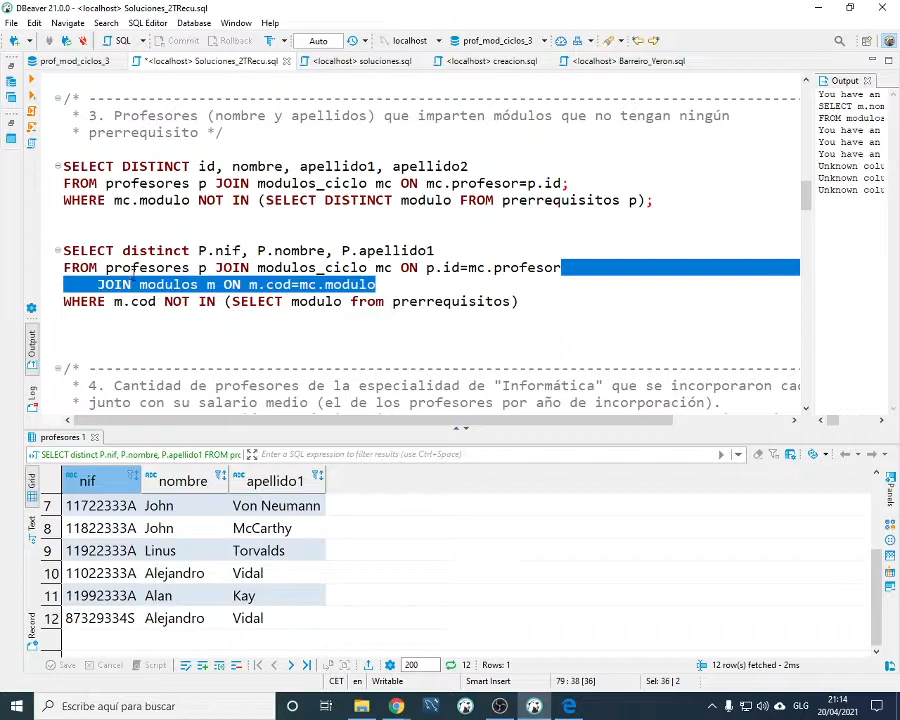 DBeaver 21.0.0 - <localhost> Soluciones_2TRecu.sql
File Edit Navigate Search SQL Editor Database Window Help
SQL Commit Rollback T Auto localhost prof_mod_ciclos_3
prof_mod_ciclos_3 *<localhost> Soluciones_2TRecu.sql <localhost> soluciones.sql <localhost> creacion.sql <localhost> Barreiro_Yeron.sql
/* ----------------------------------------------------------------
* 3. Profesores (nombre y apellidos) que imparten módulos que no tengan ningún
* prerrequisito */
SELECT DISTINCT id, nombre, apellido1, apellido2
FROM profesores p JOIN modulos_ciclo mc ON mc.profesor=p.id;
WHERE mc.modulo NOT IN (SELECT DISTINCT modulo FROM prerrequisitos p);
SELECT distinct P.nif, P.nombre, P.apellido1
FROM profesores p JOIN modulos_ciclo mc ON p.id=mc.profesor
JOIN modulos m ON m.cod=mc.modulo
WHERE m.cod NOT IN (SELECT modulo from prerrequisitos)
/* ----------------------------------------------------------------
* 4. Cantidad de profesores de la especialidad de "Informática" que se incorporaron
* junto con su salario medio (el de los profesores por año de incorporación).
Output
You have an
SELECT m.nom
FROM modulos
You have an
You have an
You have an
Unknown colu
Unknown colu
Unknown colu
Output
Log
profesores 1
SELECT distinct P.nif, P.nombre, P.apellido1 FROM pro Enter a SQL expression to filter results (use Ctrl+Space)
Grid
Text
Record
Panels
nif nombre apellido1
7 11722333A John Von Neumann
8 11822333A John McCarthy
9 11922333A Linus Torvalds
10 11022333A Alejandro Vidal
11 11992333A Alan Kay
12 87329334S Alejandro Vidal
Save Cancel Script 200 12 Rows: 1 12 row(s) fetched - 2ms
CET en Writable Smart Insert 79 : 38 [36] Sel: 36 | 2
Escribe aquí para buscar
GLG
21:14
20/04/2021